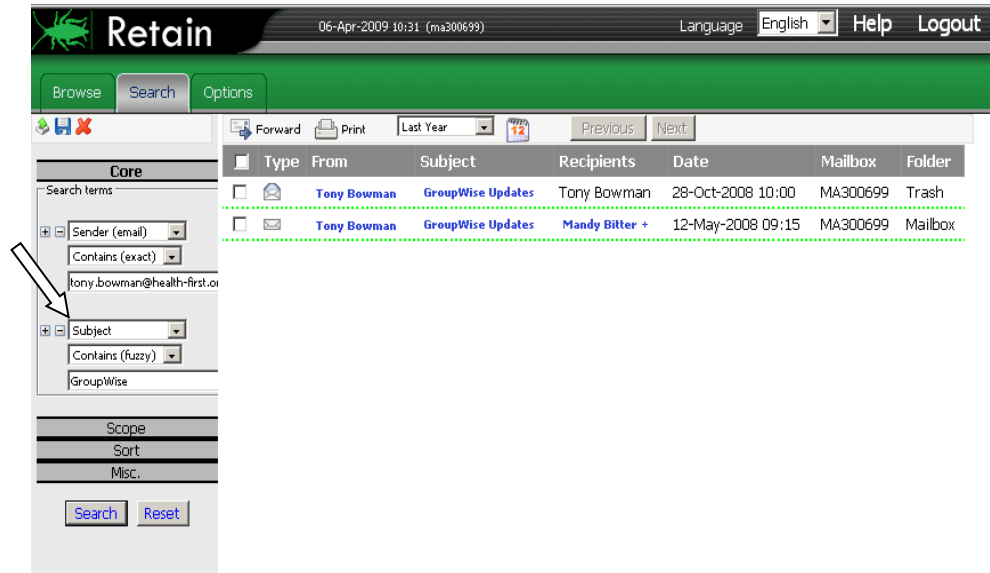 Retain
06-Apr-2009 10:31 (ma300699)
Language English Help Logout
Browse Search Options
Forward Print Last Year 12 Previous Next
Core
Search terms
Sender (email)
Contains (exact)
tony.bowman@health-first.or
Subject
Contains (fuzzy)
GroupWise
Scope
Sort
Misc.
Search Reset
Type From Subject Recipients Date Mailbox Folder
Tony Bowman GroupWise Updates Tony Bowman 28-Oct-2008 10:00 MA300699 Trash
Tony Bowman GroupWise Updates Mandy Bitter + 12-May-2008 09:15 MA300699 Mailbox